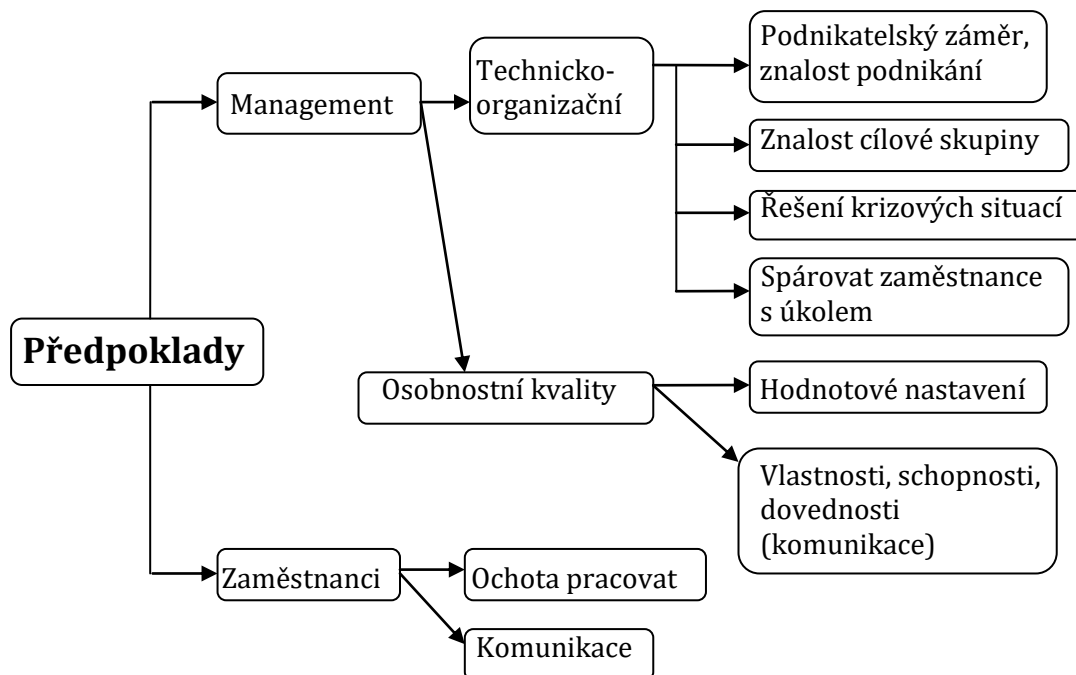 Předpoklady
Management
Technicko-
organizační
Podnikatelský záměr,
znalost podnikání
Znalost cílové skupiny
Řešení krizových situací
Spárovat zaměstnance
s úkolem
Osobnostní kvality
Hodnotové nastavení
Vlastnosti, schopnosti,
dovednosti
(komunikace)
Zaměstnanci
Ochota pracovat
Komunikace